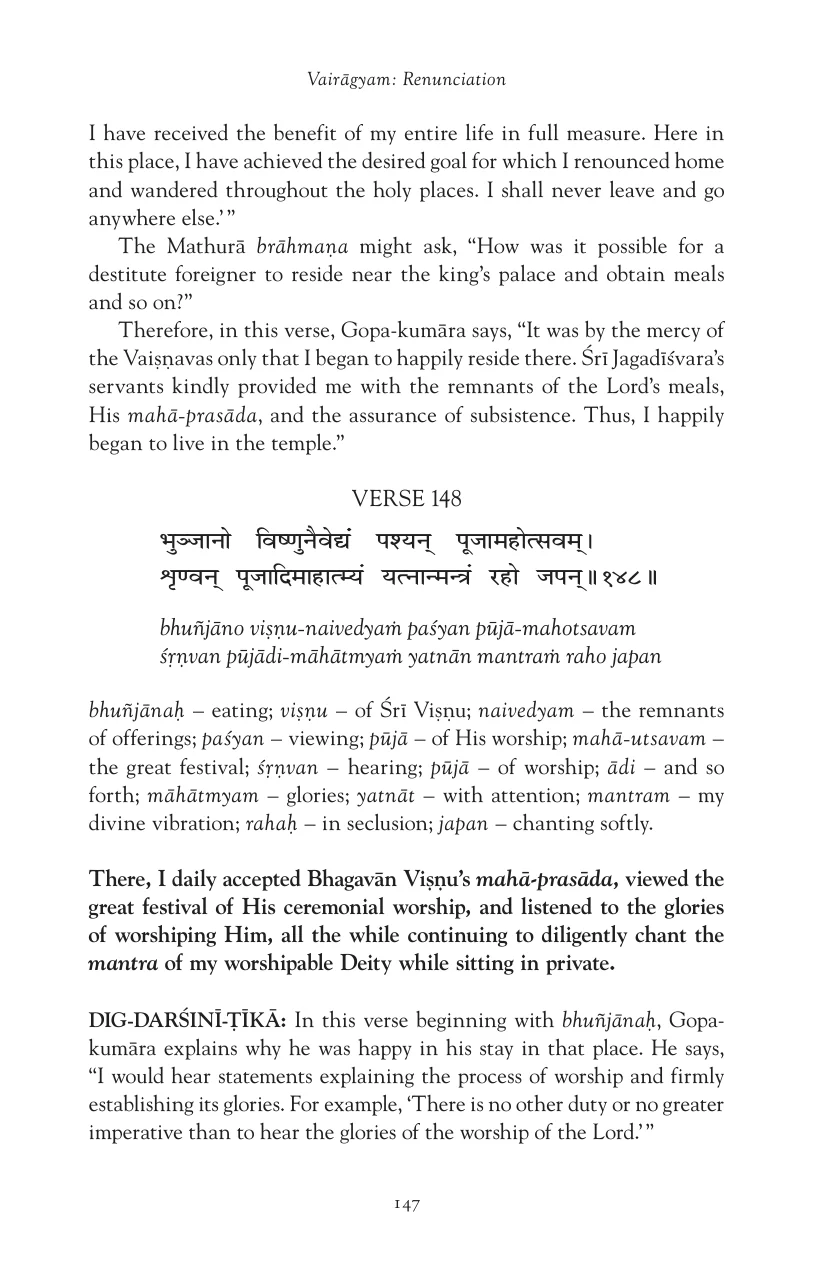 Vairāgyam: Renunciation
I have received the benefit of my entire life in full measure. Here in
this place, I have achieved the desired goal for which I renounced home
and wandered throughout the holy places. I shall never leave and go
anywhere else.’”
The Mathurā brāhmaṇa might ask, “How was it possible for a
destitute foreigner to reside near the king’s palace and obtain meals
and so on?”
Therefore, in this verse, Gopa-kumāra says, “It was by the mercy of
the Vaiṣṇavas only that I began to happily reside there. Śrī Jagadīśvara’s
servants kindly provided me with the remnants of the Lord’s meals,
His mahā-prasāda, and the assurance of subsistence. Thus, I happily
began to live in the temple.”
VERSE 148
भुञ्जानो विष्णुनैवेद्यं पश्यन् पूजामहोत्सवम्।
शृण्वन् पूजादिमाहात्म्यं यत्नान्मन्त्रं रहो जपन्॥१४८॥
bhuñjāno viṣṇu-naivedyaṁ paśyan pūjā-mahotsavam
śṛṇvan pūjādi-māhātmyaṁ yatnān mantraṁ raho japan
bhuñjānaḥ – eating; viṣṇu – of Śrī Viṣṇu; naivedyam – the remnants
of offerings; paśyan – viewing; pūjā – of His worship; mahā-utsavam –
the great festival; śṛṇvan – hearing; pūjā – of worship; ādi – and so
forth; māhātmyam – glories; yatnāt – with attention; mantram – my
divine vibration; rahaḥ – in seclusion; japan – chanting softly.
There, I daily accepted Bhagavān Viṣṇu’s mahā-prasāda, viewed the
great festival of His ceremonial worship, and listened to the glories
of worshiping Him, all the while continuing to diligently chant the
mantra of my worshipable Deity while sitting in private.
DIG-DARŚINĪ-ṬĪKĀ: In this verse beginning with bhuñjānaḥ, Gopa-
kumāra explains why he was happy in his stay in that place. He says,
“I would hear statements explaining the process of worship and firmly
establishing its glories. For example, ‘There is no other duty or no greater
imperative than to hear the glories of the worship of the Lord.’”
147